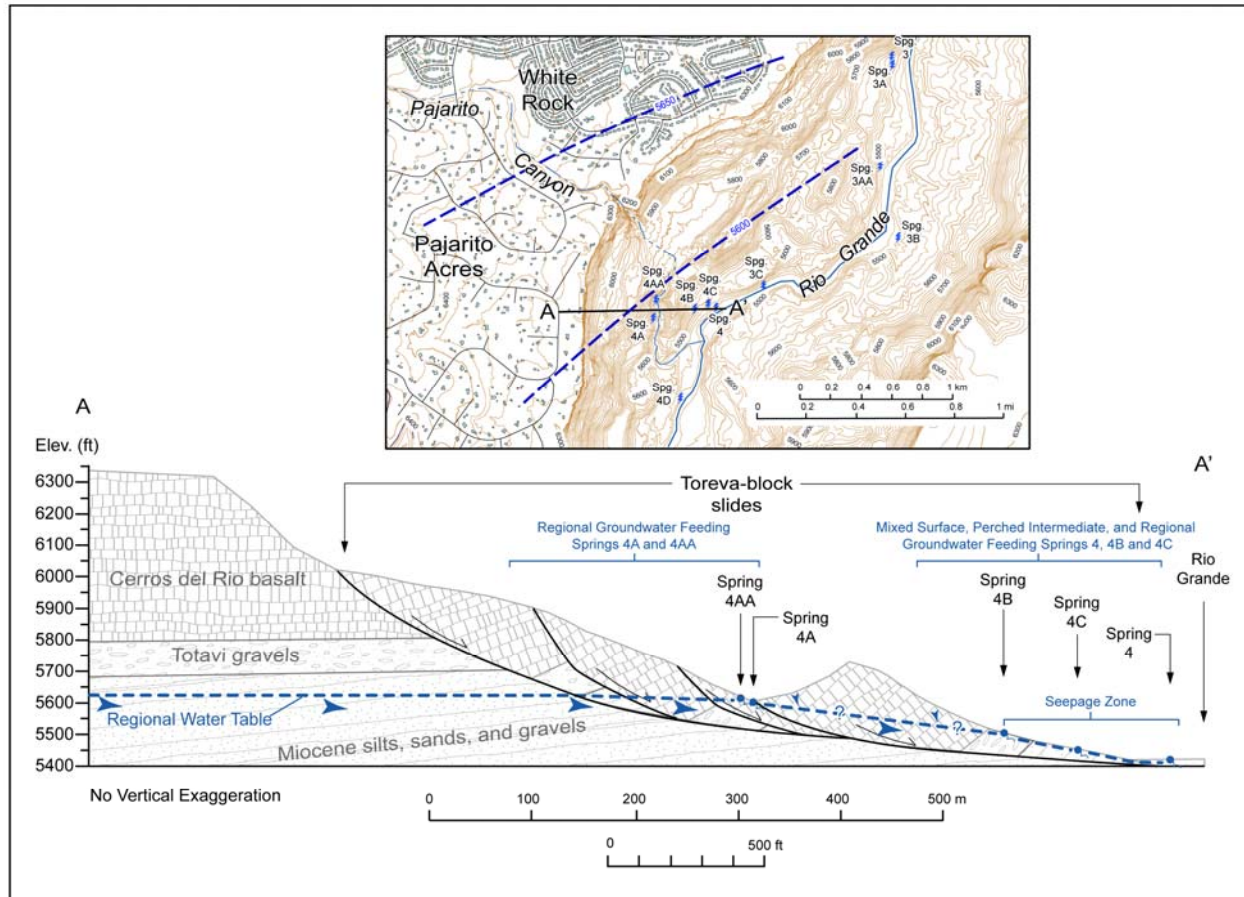 White
Rock
Pajarito
Canyon
Pajarito
Acres
5650
5600
Rio Grande
Spg.
3
Spg.
3A
Spg.
3AA
Spg.
3B
Spg.
3C
Spg.
4AA
Spg.
4B
Spg.
4C
Spg.
4
Spg.
4A
Spg.
4D
A
A'
0 0.2 0.4 0.6 0.8 1 km
0 0.2 0.4 0.6 0.8 1 mi
A
A'
Elev. (ft)
6300
6200
6100
6000
5900
5800
5700
5600
5500
5400
Toreva-block
slides
Regional Groundwater Feeding
Springs 4A and 4AA
Mixed Surface, Perched Intermediate, and Regional
Groundwater Feeding Springs 4, 4B and 4C
Rio
Grande
Spring
4AA
Spring
4A
Spring
4B
Spring
4C
Spring
4
Cerros del Rio basalt
Totavi gravels
Regional Water Table
Miocene silts, sands, and gravels
?
?
Seepage Zone
No Vertical Exaggeration
0 100 200 300 400 500 m
0 500 ft